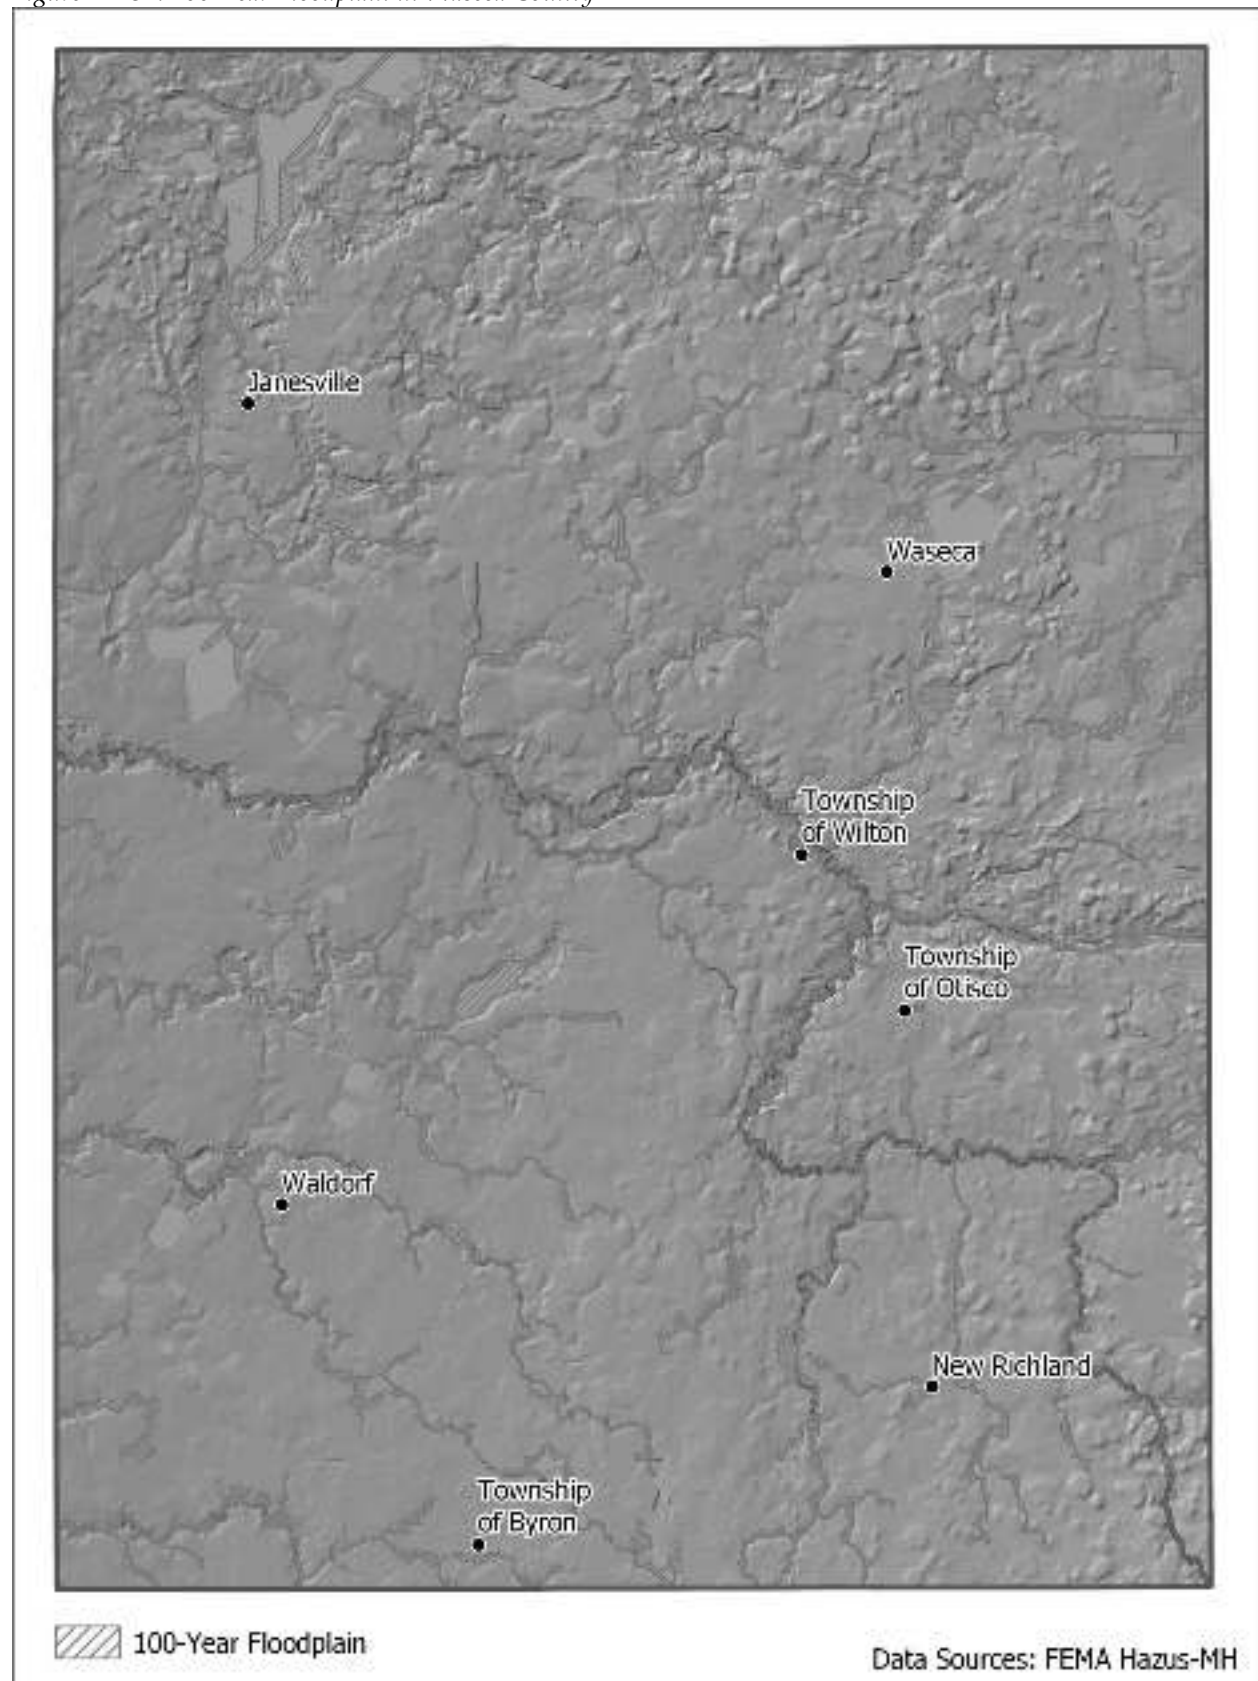 Janesville
Waseca
Township
of Wilton
Township
of Otisco
Waldorf
New Richland
Township
of Byron
100-Year Floodplain
Data Sources: FEMA Hazus-MH